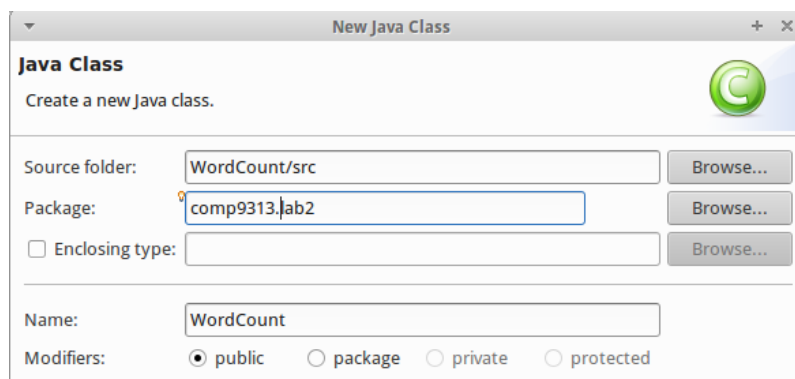 New Java Class
Java Class
Create a new Java class.
Source folder: WordCount/src Browse...
Package: comp9313.lab2 Browse...
Enclosing type: Browse...
Name: WordCount
Modifiers: public package private protected